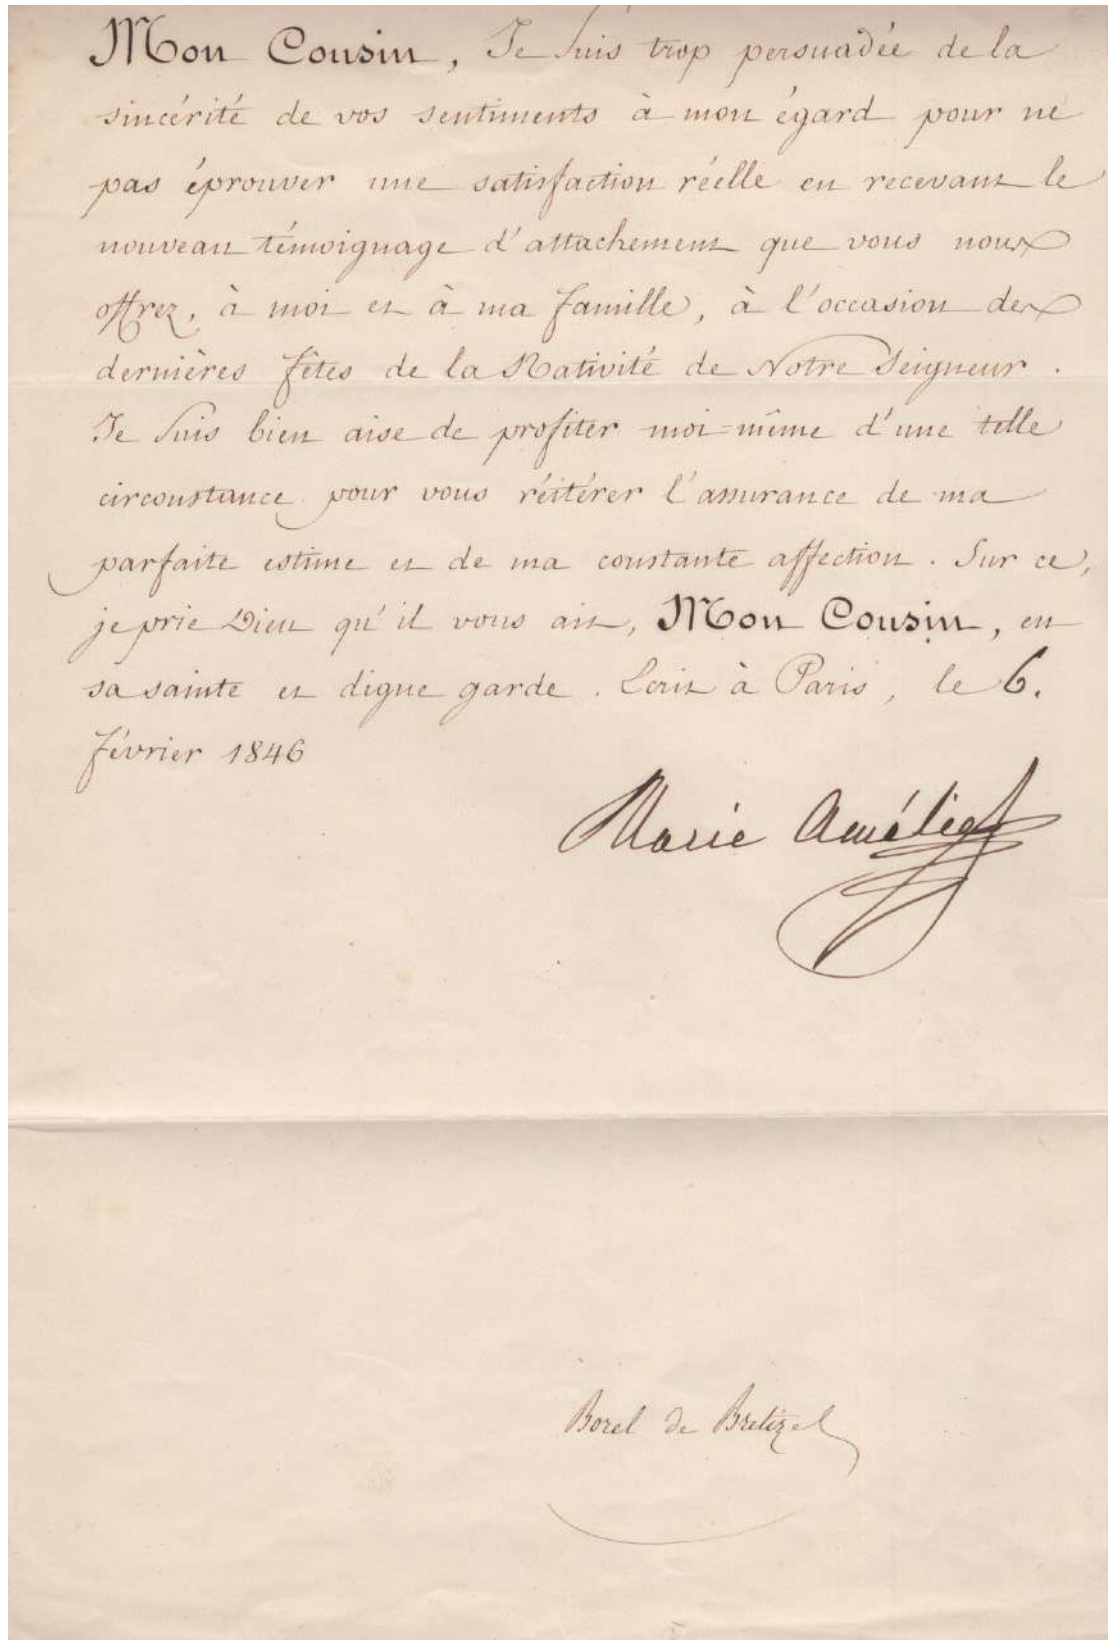 Mon Cousin, Je suis trop persuadée de la
sincérité de vos sentiments à mon égard pour ne
pas éprouver une satisfaction réelle en recevant le
nouveau témoignage d'attachement que vous nous
offrez, à moi et à ma famille, à l'occasion des
dernières fêtes de la Nativité de Notre Seigneur.
Je suis bien aise de profiter moi=même d'une telle
circonstance pour vous réitérer l'assurance de ma
parfaite estime et de ma constante affection. Sur ce,
je prie Dieu qu'il vous ait, Mon Cousin, en
sa sainte et digne garde. Ecrit à Paris, le 6.
février 1846
Marie Amélie
Borel de Bretizel